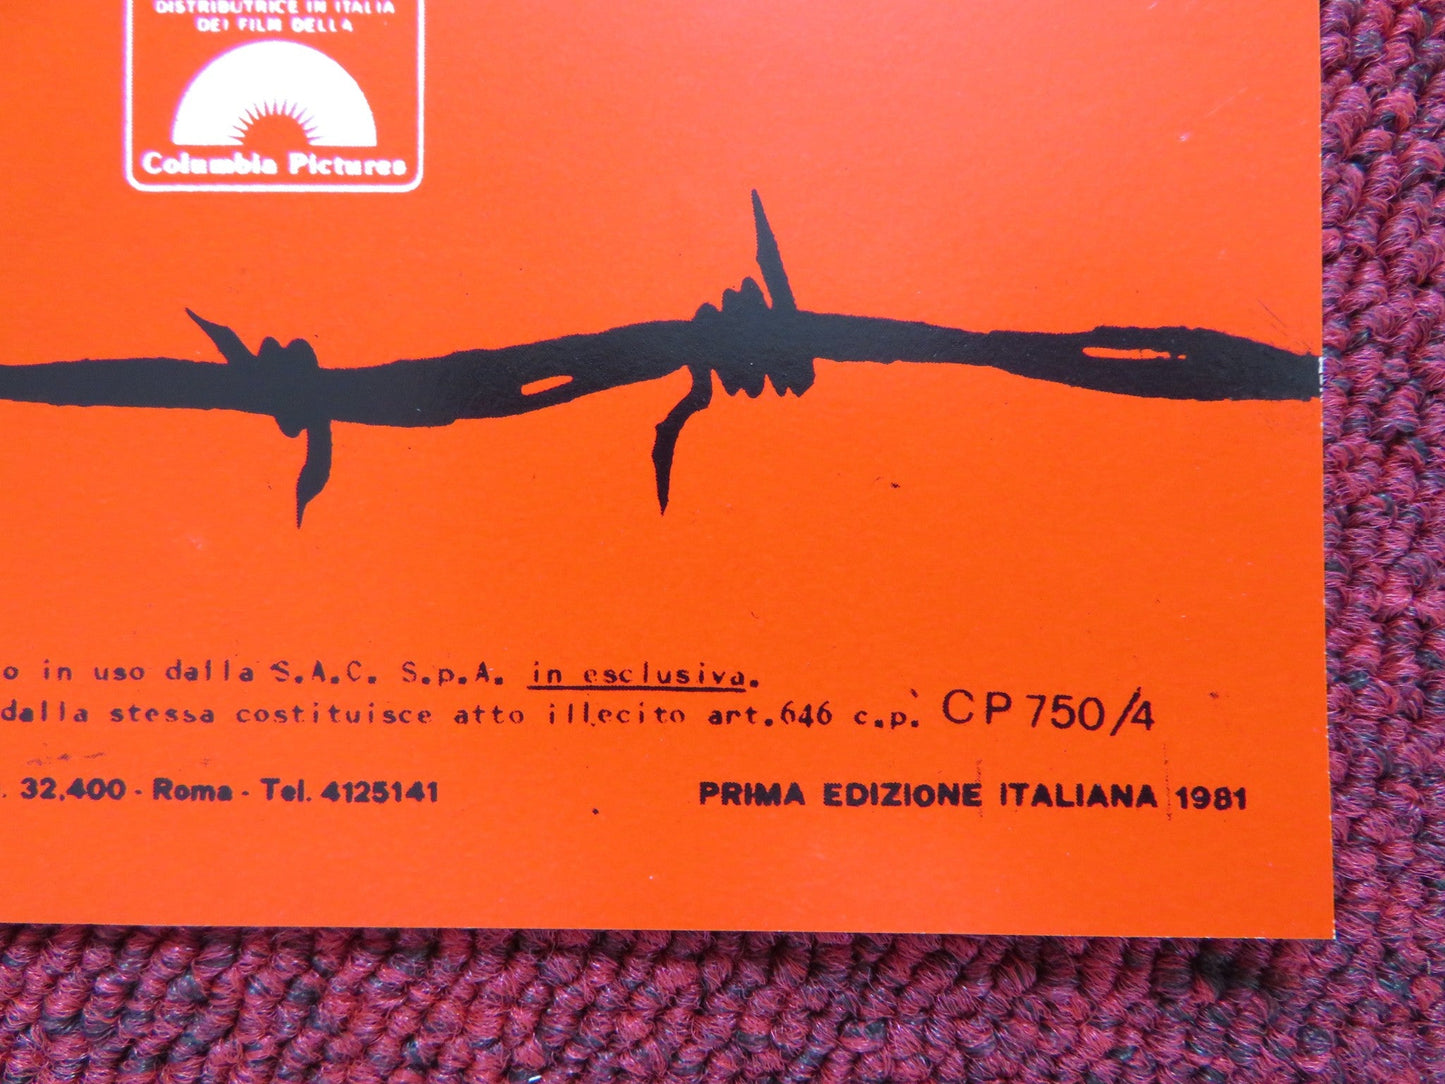 DISTRIBUTRICE IN ITALIA
DEI FILM DELLA
Columbia Pictures
o in uso dalla S.A.C. S.p.A. in esclusiva.
dalla stessa costituisce atto illecito art.646 c.p. CP 750/4
. 32.400 - Roma - Tel. 4125141
PRIMA EDIZIONE ITALIANA 1981